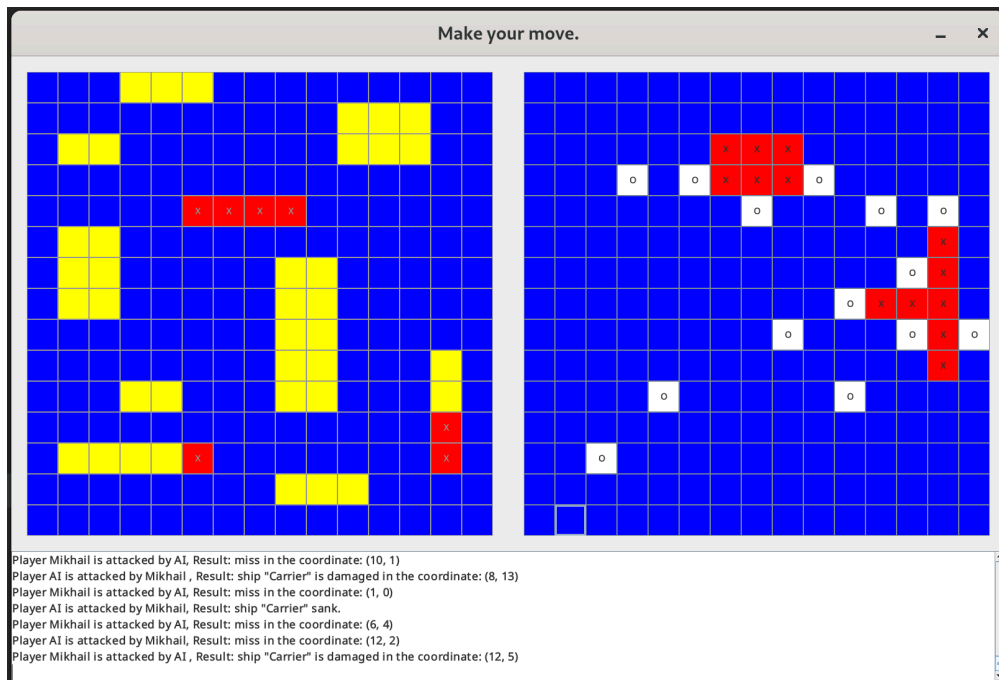 Make your move.
x x x x
x
x x
x x x
o o x x x o
o o o
x
o x
o x x x
o o x o
x
o o
o
Player Mikhail is attacked by AI, Result: miss in the coordinate: (10, 1)
Player AI is attacked by Mikhail , Result: ship "Carrier" is damaged in the coordinate: (8, 13)
Player Mikhail is attacked by AI, Result: miss in the coordinate: (1, 0)
Player AI is attacked by Mikhail, Result: ship "Carrier" sank.
Player Mikhail is attacked by AI, Result: miss in the coordinate: (6, 4)
Player AI is attacked by Mikhail, Result: miss in the coordinate: (12, 2)
Player Mikhail is attacked by AI , Result: ship "Carrier" is damaged in the coordinate: (12, 5)